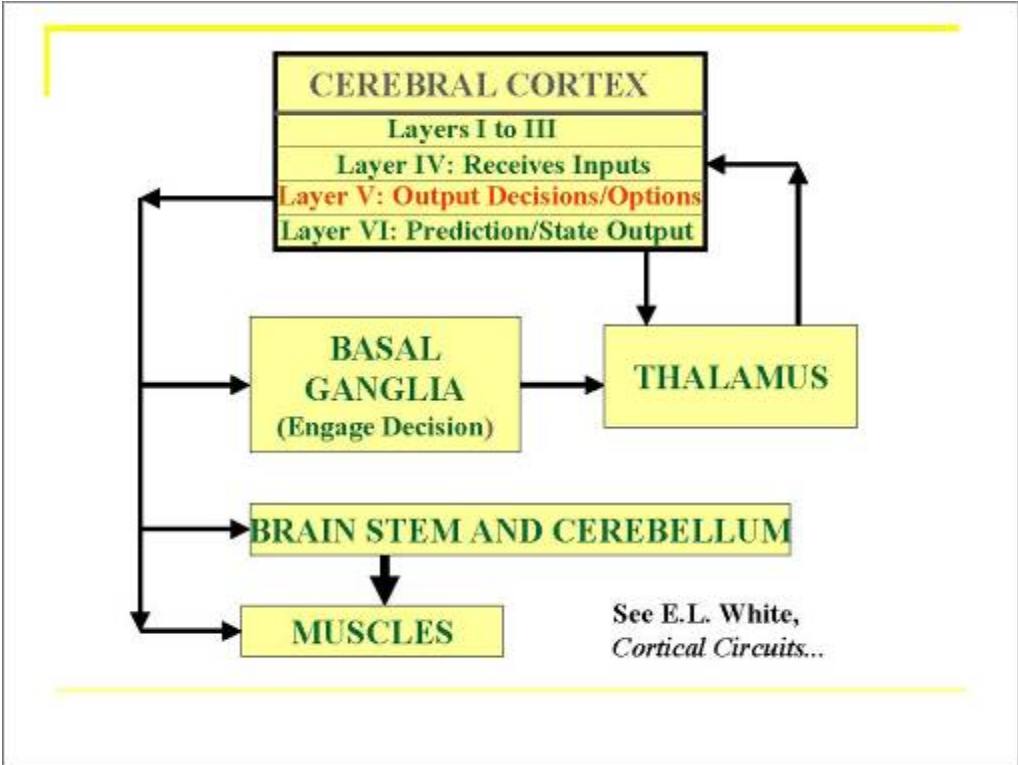 CEREBRAL CORTEX
Layers I to III
Layer IV: Receives Inputs
Layer V: Output Decisions/Options
Layer VI: Prediction/State Output
BASAL
GANGLIA
(Engage Decision)
THALAMUS
BRAIN STEM AND CEREBELLUM
MUSCLES
See E.L. White,
Cortical Circuits...